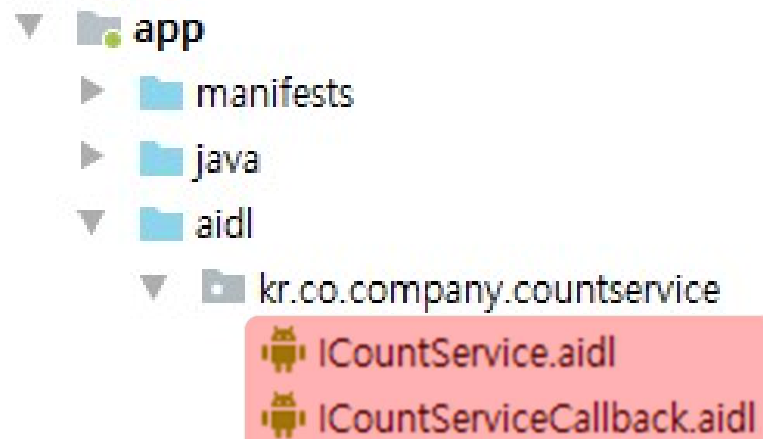 app
manifests
java
aidl
kr.co.company.countservice
ICountService.aidl
ICountServiceCallback.aidl